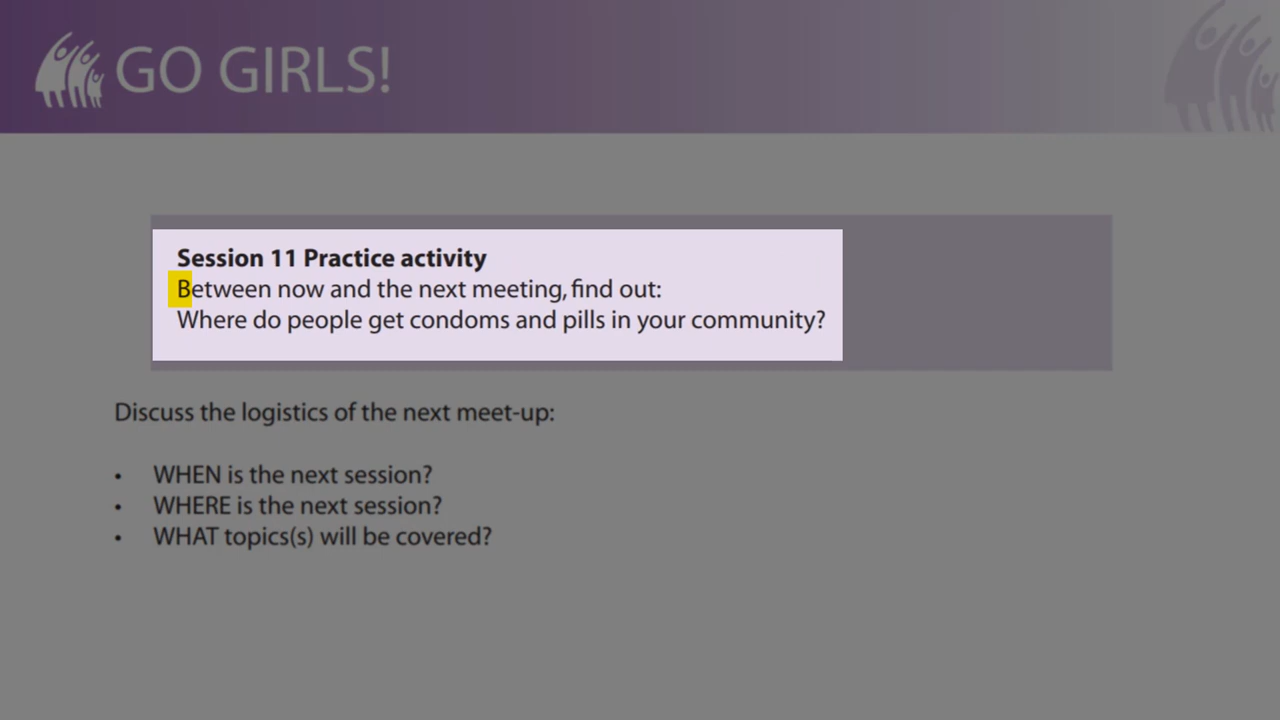 GO GIRLS!
Session 11 Practice activity
Between now and the next meeting, find out:
Where do people get condoms and pills in your community?
Discuss the logistics of the next meet-up:
• WHEN is the next session?
• WHERE is the next session?
• WHAT topics(s) will be covered?